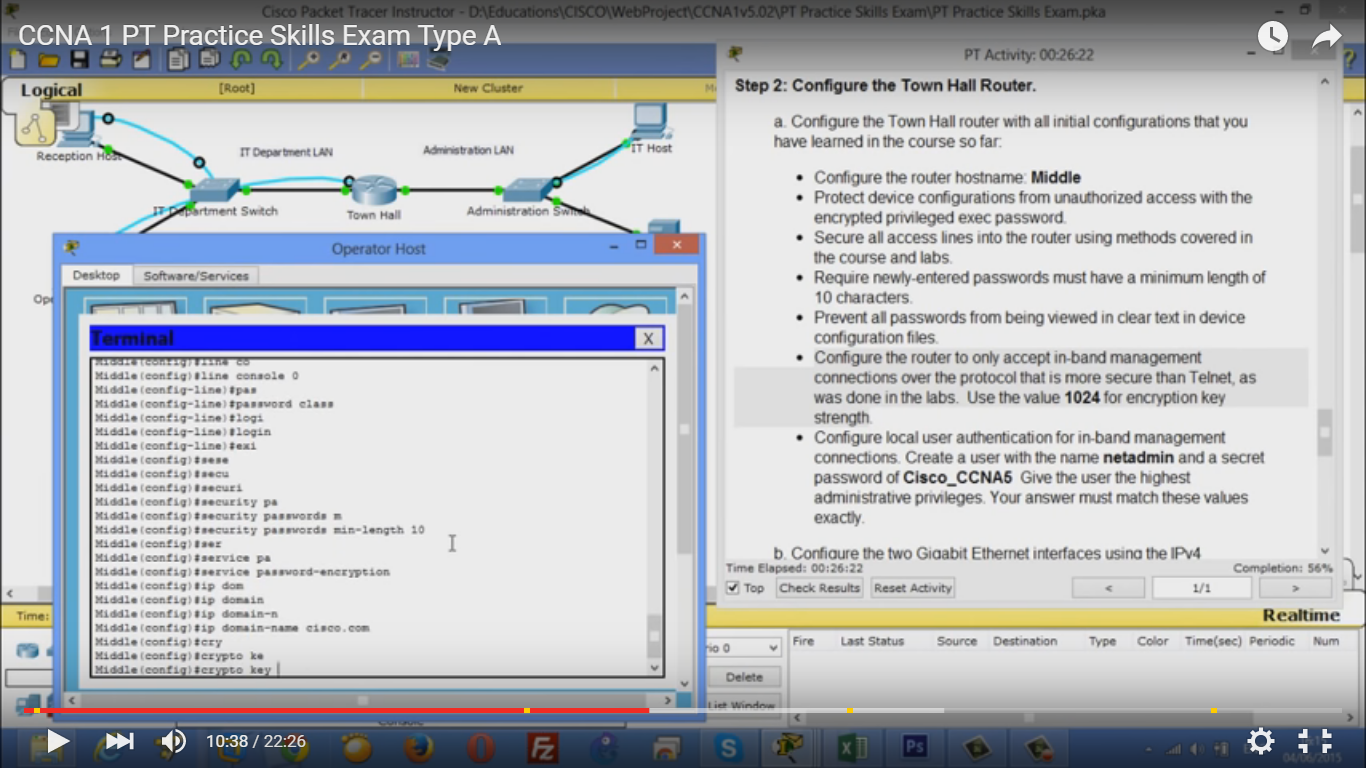 Cisco Packet Tracer Instructor - D:\Educations\CISCO\WebProject\CCNA1v5.02\PT Practice Skills Exam\PT Practice Skills Exam.pka
CCNA 1 PT Practice Skills Exam Type A
Logical
[Root]
New Cluster
Reception Host
IT Department LAN
Administration LAN
IT Host
IT Department Switch
Town Hall
Administration Switch
Operator Host
Desktop
Software/Services
Terminal
X
Middle(config)#line co
Middle(config)#line console 0
Middle(config-line)#pas
Middle(config-line)#password class
Middle(config-line)#logi
Middle(config-line)#login
Middle(config-line)#exi
Middle(config)#sese
Middle(config)#secu
Middle(config)#securi
Middle(config)#security pa
Middle(config)#security passwords m
Middle(config)#security passwords min-length 10
Middle(config)#ser
Middle(config)#service pa
Middle(config)#service password-encryption
Middle(config)#ip dom
Middle(config)#ip domain
Middle(config)#ip domain-n
Middle(config)#ip domain-name cisco.com
Middle(config)#cry
Middle(config)#crypto ke
Middle(config)#crypto key
PT Activity: 00:26:22
Step 2: Configure the Town Hall Router.
a. Configure the Town Hall router with all initial configurations that you
have learned in the course so far:
• Configure the router hostname: Middle
• Protect device configurations from unauthorized access with the
encrypted privileged exec password.
• Secure all access lines into the router using methods covered in
the course and labs.
• Require newly-entered passwords must have a minimum length of
10 characters.
• Prevent all passwords from being viewed in clear text in device
configuration files.
• Configure the router to only accept in-band management
connections over the protocol that is more secure than Telnet, as
was done in the labs. Use the value 1024 for encryption key
strength.
• Configure local user authentication for in-band management
connections. Create a user with the name netadmin and a secret
password of Cisco_CCNA5 Give the user the highest
administrative privileges. Your answer must match these values
exactly.
b. Configure the two Gigabit Ethernet interfaces using the IPv4
Time Elapsed: 00:26:22
Completion: 56%
Top
Check Results
Reset Activity
<
1/1
>
Time:
Realtime
rio 0
Fire
Last Status
Source
Destination
Type
Color
Time(sec)
Periodic
Num
Delete
List Window
Console
10:38 / 22:26
04/06/2015